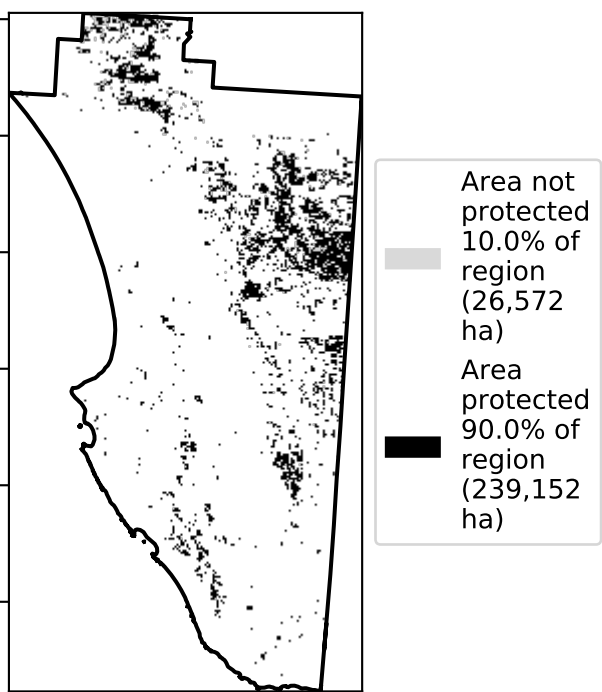 Area not
protected
10.0% of
region
(26,572
ha)
Area
protected
90.0% of
region
(239,152
ha)